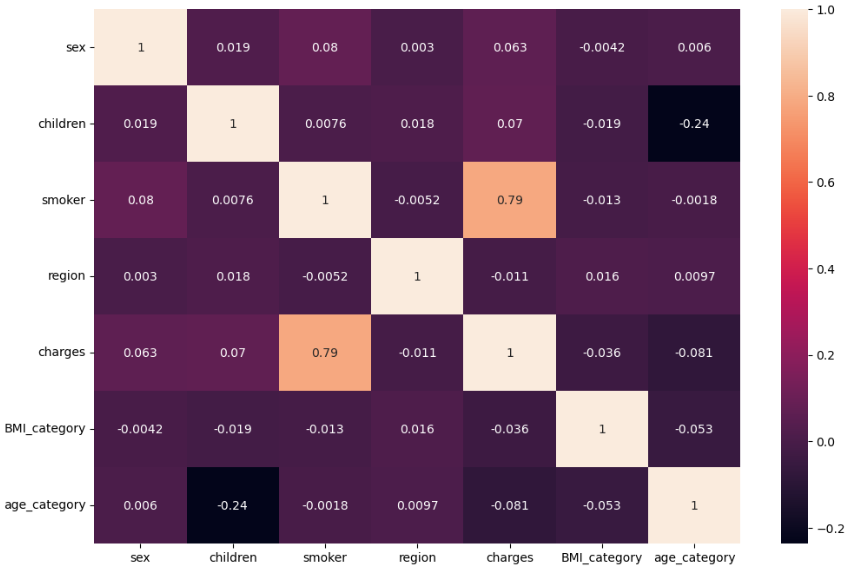 sex 1 0.019 0.08 0.003 0.063 -0.0042 0.006
children 0.019 1 0.0076 0.018 0.07 -0.019 -0.24
smoker 0.08 0.0076 1 -0.0052 0.79 -0.013 -0.0018
region 0.003 0.018 -0.0052 1 -0.011 0.016 0.0097
charges 0.063 0.07 0.79 -0.011 1 -0.036 -0.081
BMI_category -0.0042 -0.019 -0.013 0.016 -0.036 1 -0.053
age_category 0.006 -0.24 -0.0018 0.0097 -0.081 -0.053 1
sex children smoker region charges BMI_category age_category
1.0
0.8
0.6
0.4
0.2
0.0
−0.2